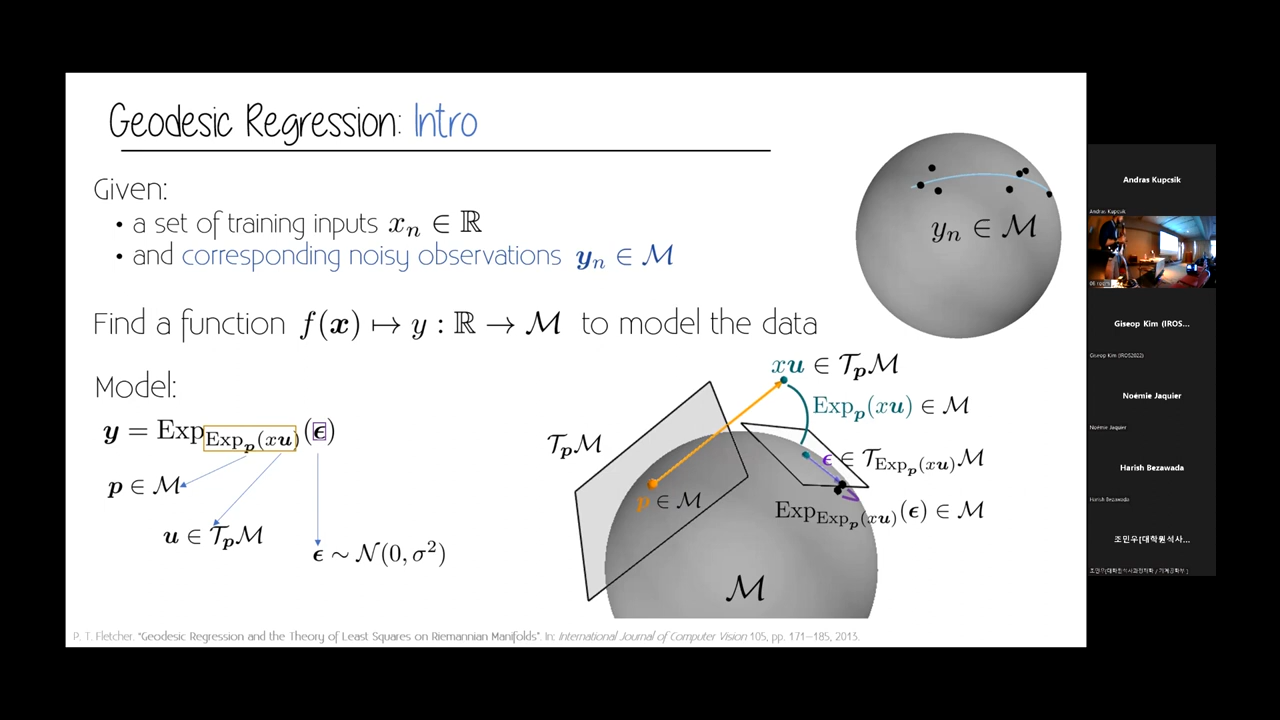 Geodesic Regression: Intro
Given:
• a set of training inputs xₙ ∈ ℝ
• and corresponding noisy observations yₙ ∈ ℳ
yₙ ∈ ℳ
Find a function f(x) ↦ y : ℝ → ℳ to model the data
Model:
y = Exp_{Exp_p(xu)}(ϵ)
p ∈ ℳ
u ∈ 𝒯_pℳ
ϵ ∼ 𝒩(0, σ²)
xu ∈ 𝒯_pℳ
Exp_p(xu) ∈ ℳ
𝒯_pℳ
ϵ ∈ 𝒯_{Exp_p(xu)}ℳ
p ∈ ℳ
Exp_{Exp_p(xu)}(ϵ) ∈ ℳ
ℳ
P. T. Fletcher. "Geodesic Regression and the Theory of Least Squares on Riemannian Manifolds". In: International Journal of Computer Vision 105, pp. 171–185, 2013.
Andras Kupcsik
Andras Kupcsik
Giseop Kim (IROS...
Giseop Kim (IROS2022)
Noémie Jaquier
Noémie Jaquier
Harish Bezawada
Harish Bezawada
조민우[대학원석사...